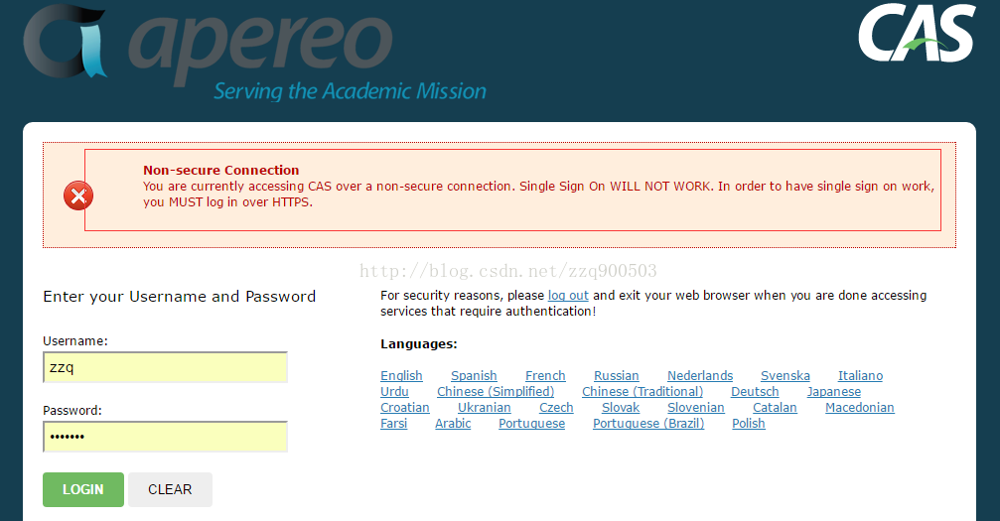 apereo
Serving the Academic Mission
CAS
Non-secure Connection
You are currently accessing CAS over a non-secure connection. Single Sign On WILL NOT WORK. In order to have single sign on work,
you MUST log in over HTTPS.
http://blog.csdn.net/zzq900503
Enter your Username and Password
Username:
zzq
Password:
•••••••
LOGIN CLEAR
For security reasons, please log out and exit your web browser when you are done accessing
services that require authentication!
Languages:
English Spanish French Russian Nederlands Svenska Italiano
Urdu Chinese (Simplified) Chinese (Traditional) Deutsch Japanese
Croatian Ukranian Czech Slovak Slovenian Catalan Macedonian
Farsi Arabic Portuguese Portuguese (Brazil) Polish